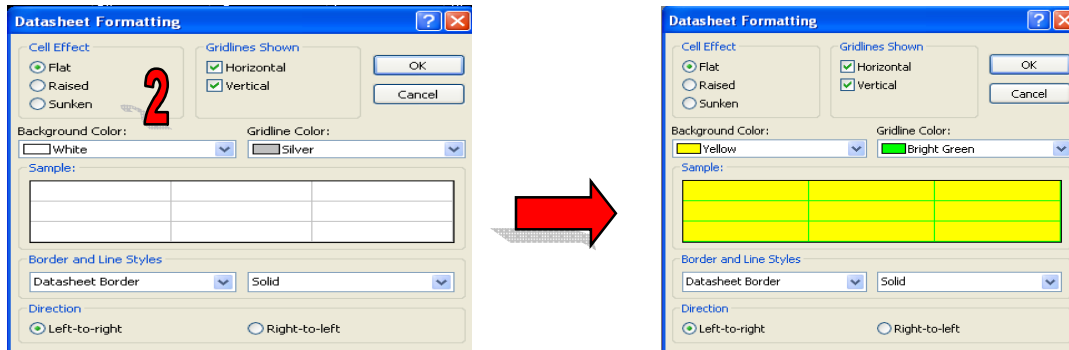 Datasheet Formatting
Cell Effect
Flat
Raised
Sunken
2
Gridlines Shown
Horizontal
Vertical
OK
Cancel
Background Color:
White
Gridline Color:
Silver
Sample:
Border and Line Styles
Datasheet Border
Solid
Direction
Left-to-right
Right-to-left
Datasheet Formatting
Cell Effect
Flat
Raised
Sunken
Gridlines Shown
Horizontal
Vertical
OK
Cancel
Background Color:
Yellow
Gridline Color:
Bright Green
Sample:
Border and Line Styles
Datasheet Border
Solid
Direction
Left-to-right
Right-to-left